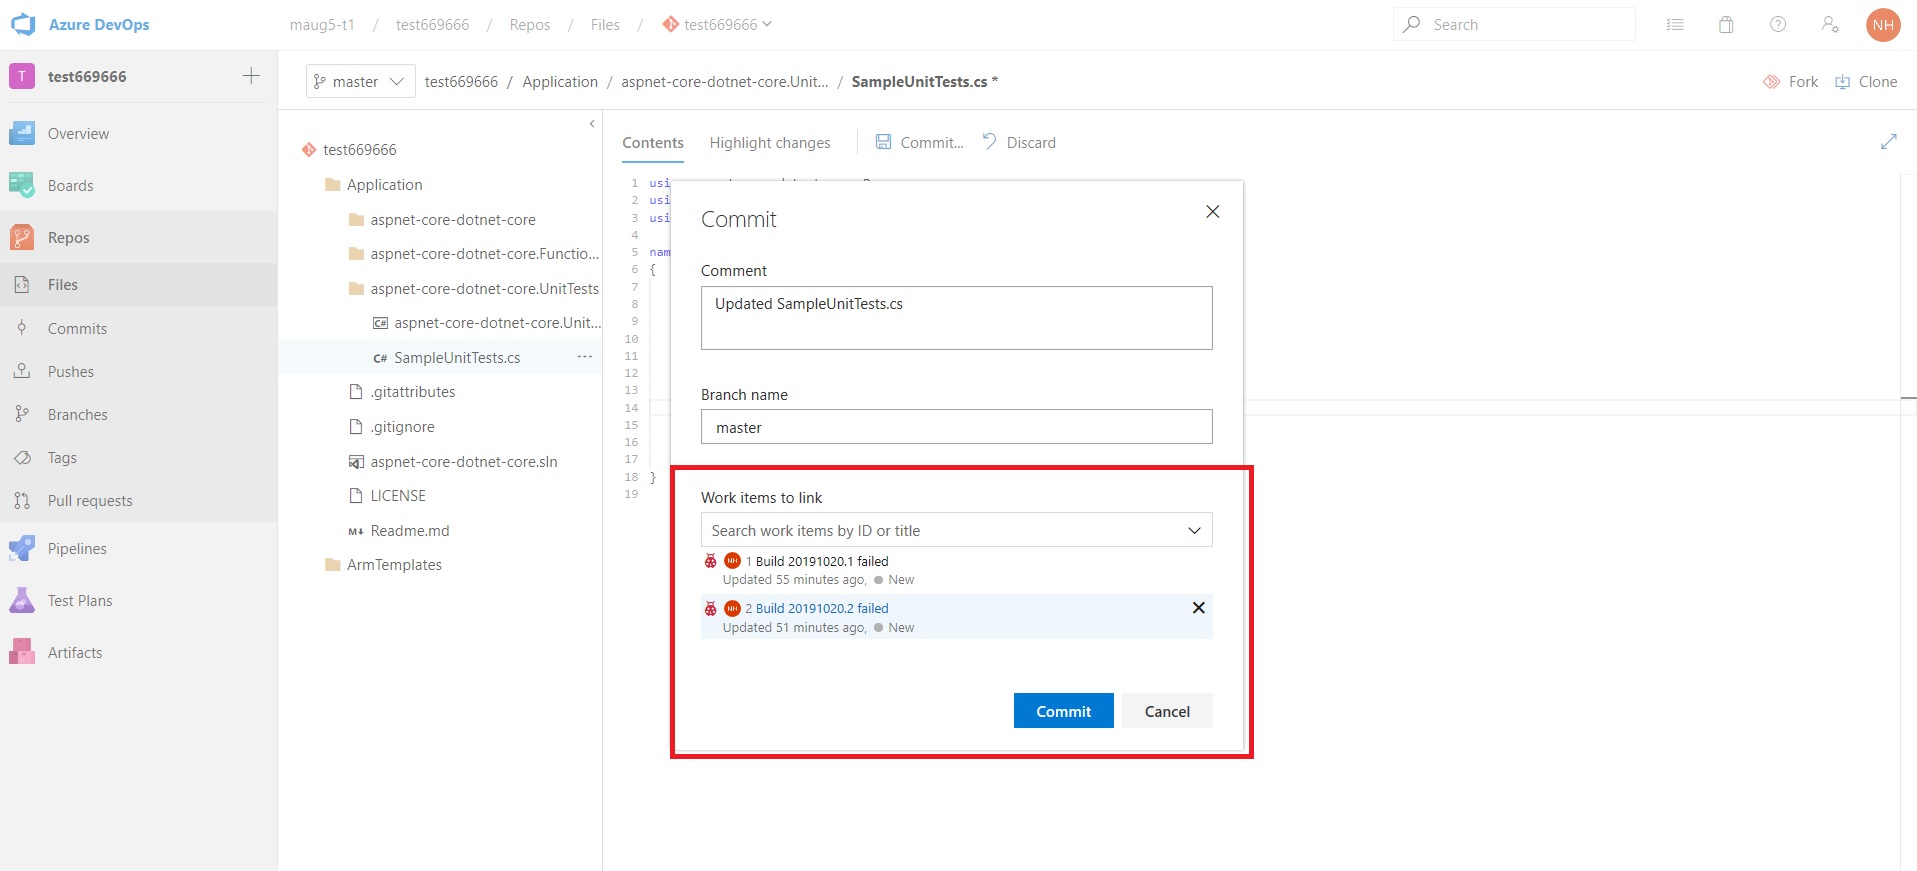 Azure DevOps
maug5-t1 / test669666 / Repos / Files / test669666
Search
NH
T test669666
master
test669666 / Application / aspnet-core-dotnet-core.Unit... / SampleUnitTests.cs *
Fork
Clone
Overview
Boards
Repos
Files
Commits
Pushes
Branches
Tags
Pull requests
Pipelines
Test Plans
Artifacts
test669666
Application
aspnet-core-dotnet-core
aspnet-core-dotnet-core.Functio...
aspnet-core-dotnet-core.UnitTests
aspnet-core-dotnet-core.Unit...
C# SampleUnitTests.cs ...
.gitattributes
.gitignore
aspnet-core-dotnet-core.sln
LICENSE
M↓ Readme.md
ArmTemplates
Contents
Highlight changes
Commit...
Discard
1 usi
2 usi
3 usi
4
5 nam
6 {
7
8
9
10
11
12
13
14
15
16
17
18 }
19
Commit
Comment
Updated SampleUnitTests.cs
Branch name
master
Work items to link
Search work items by ID or title
NH 1 Build 20191020.1 failed
Updated 55 minutes ago, New
NH 2 Build 20191020.2 failed
Updated 51 minutes ago, New
Commit
Cancel